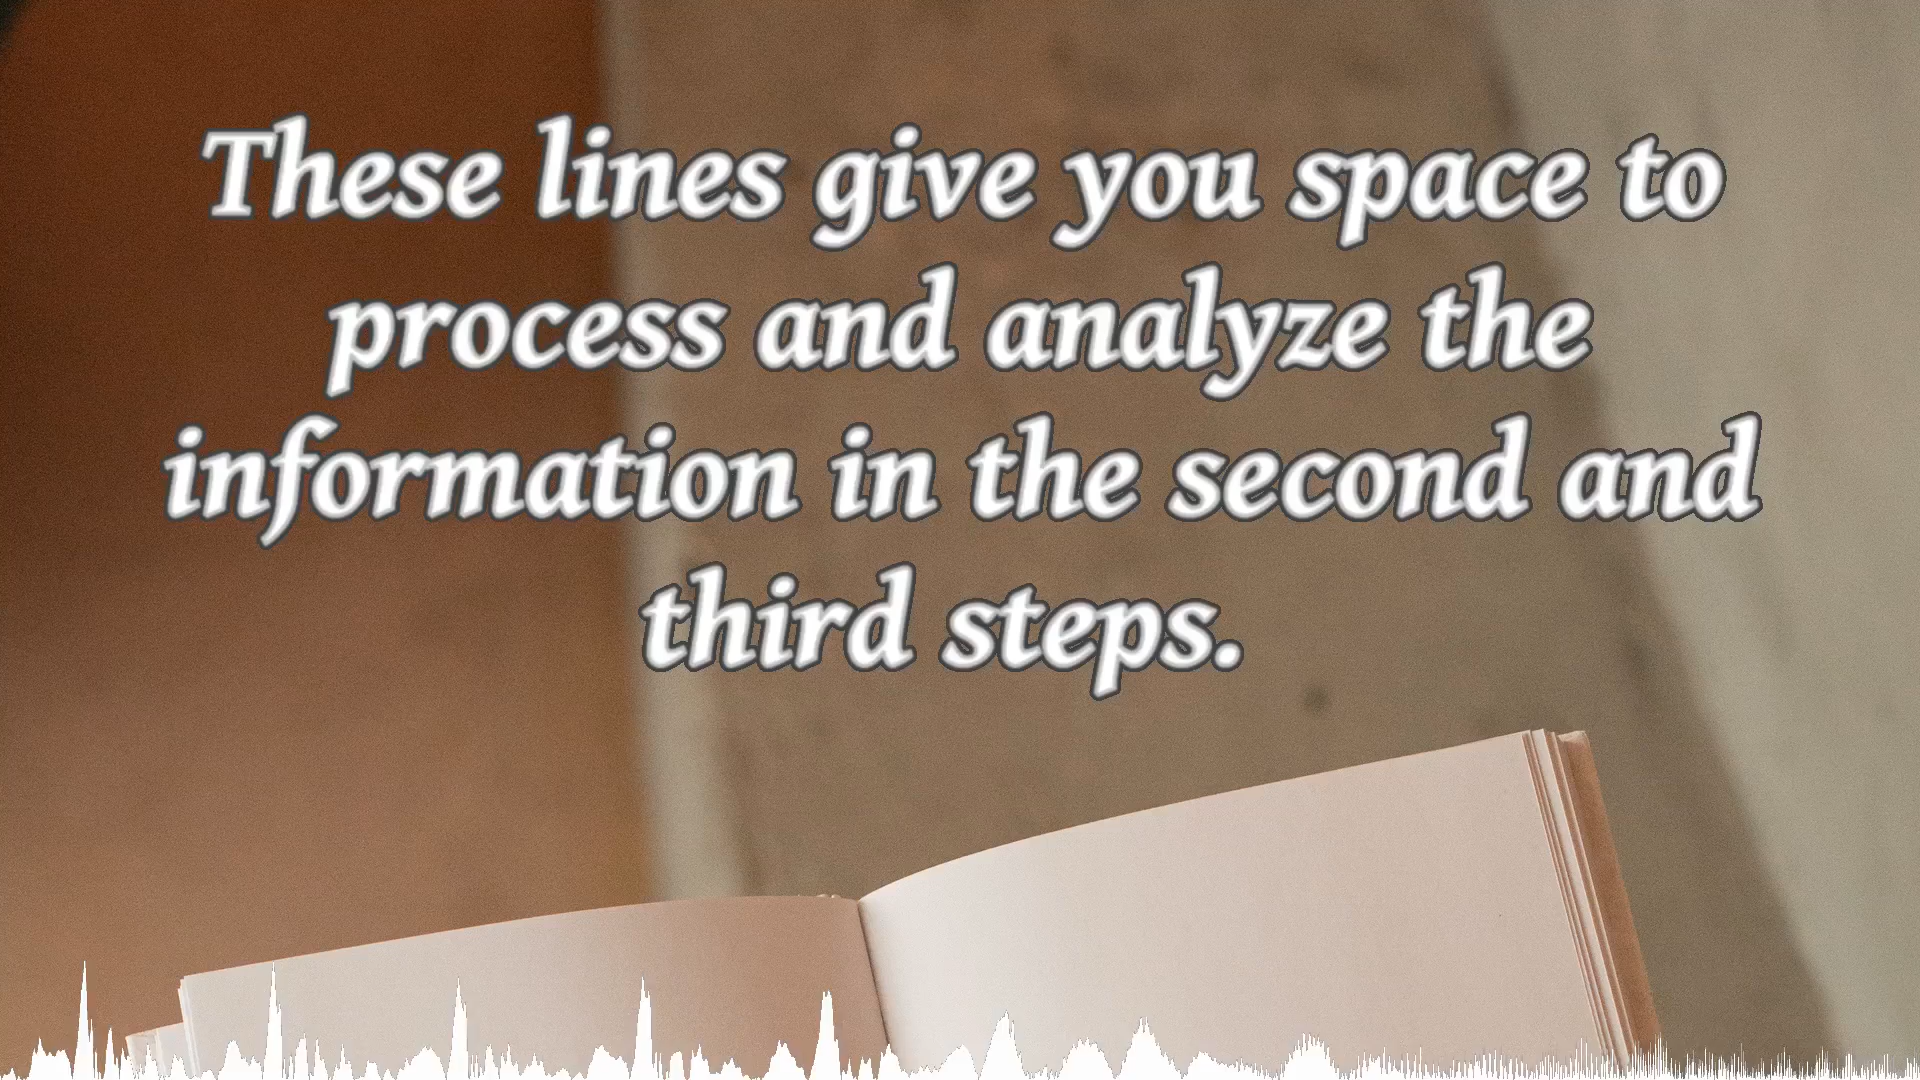 These lines give you space to
process and analyze the
information in the second and
third steps.